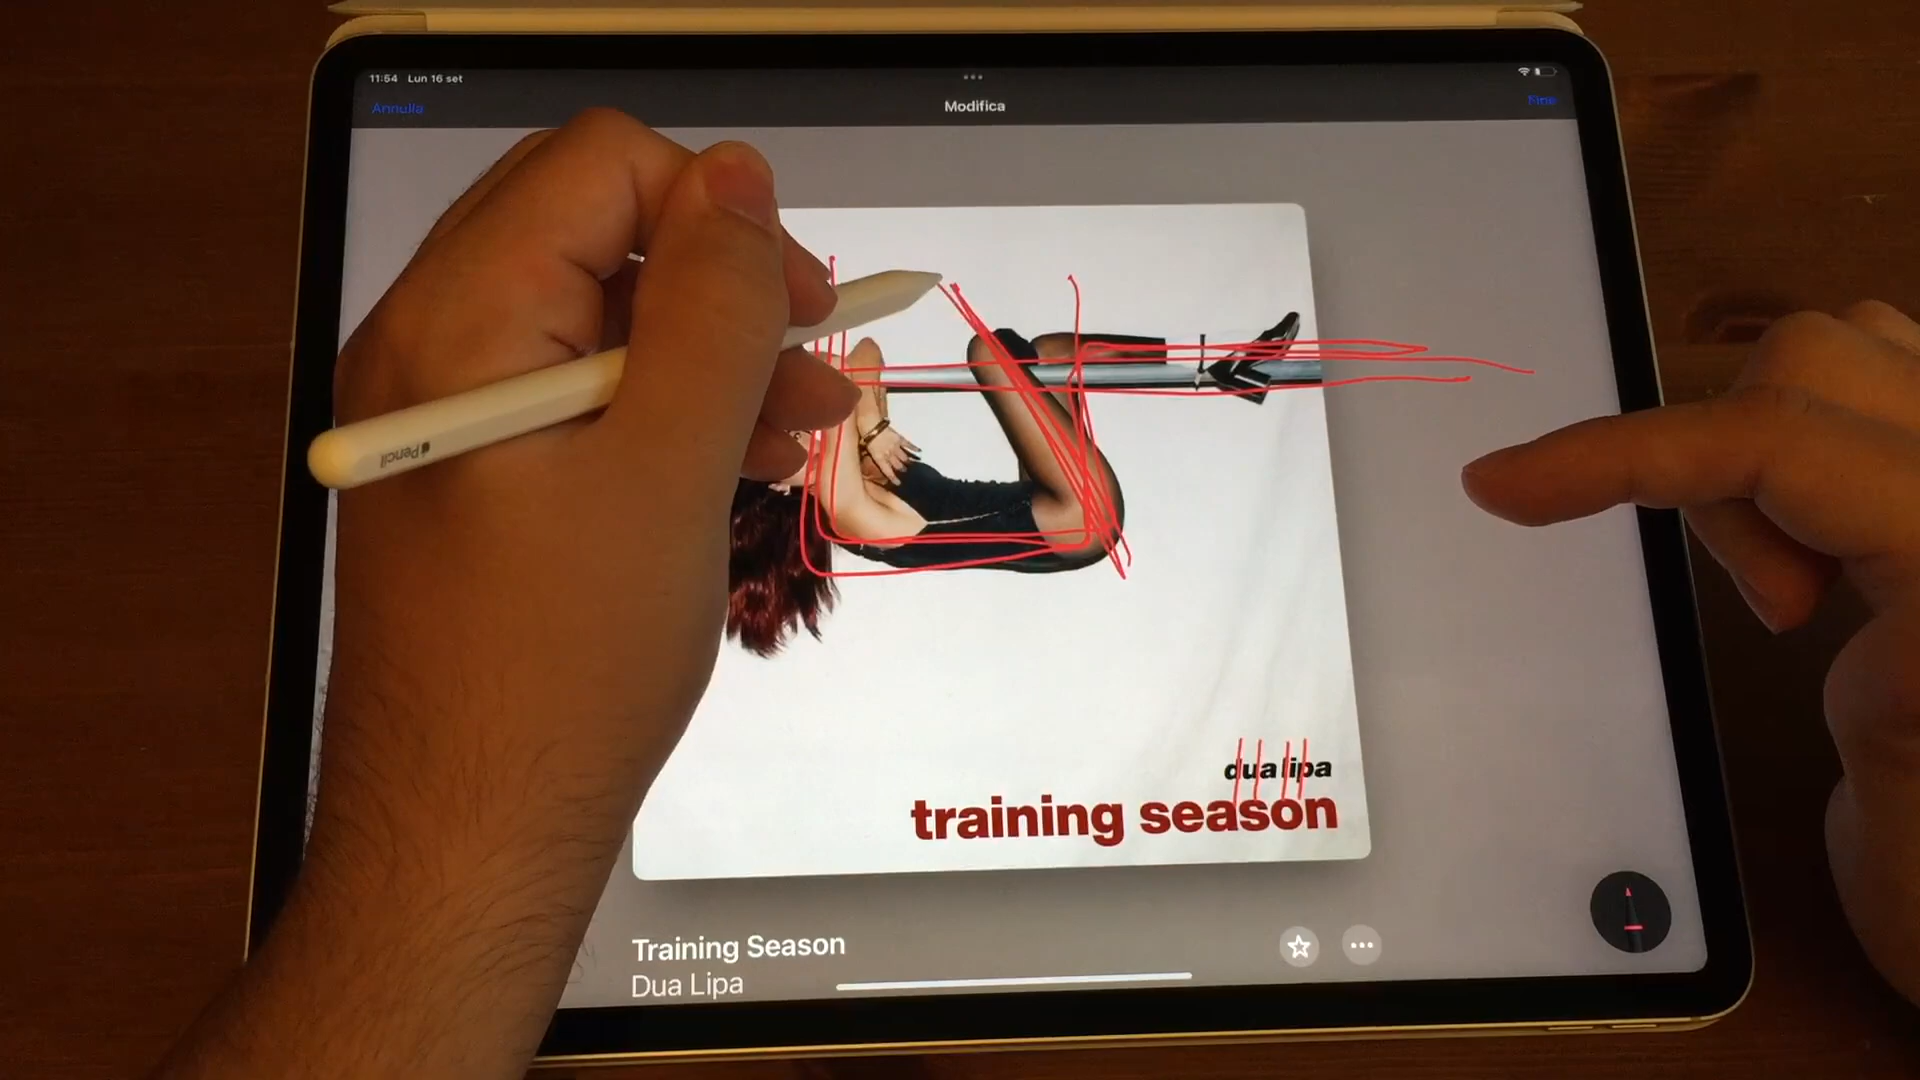 11:54 Lun 16 set
Annulla
Modifica
Fine
Pencil
dua lipa
training season
Training Season
Dua Lipa